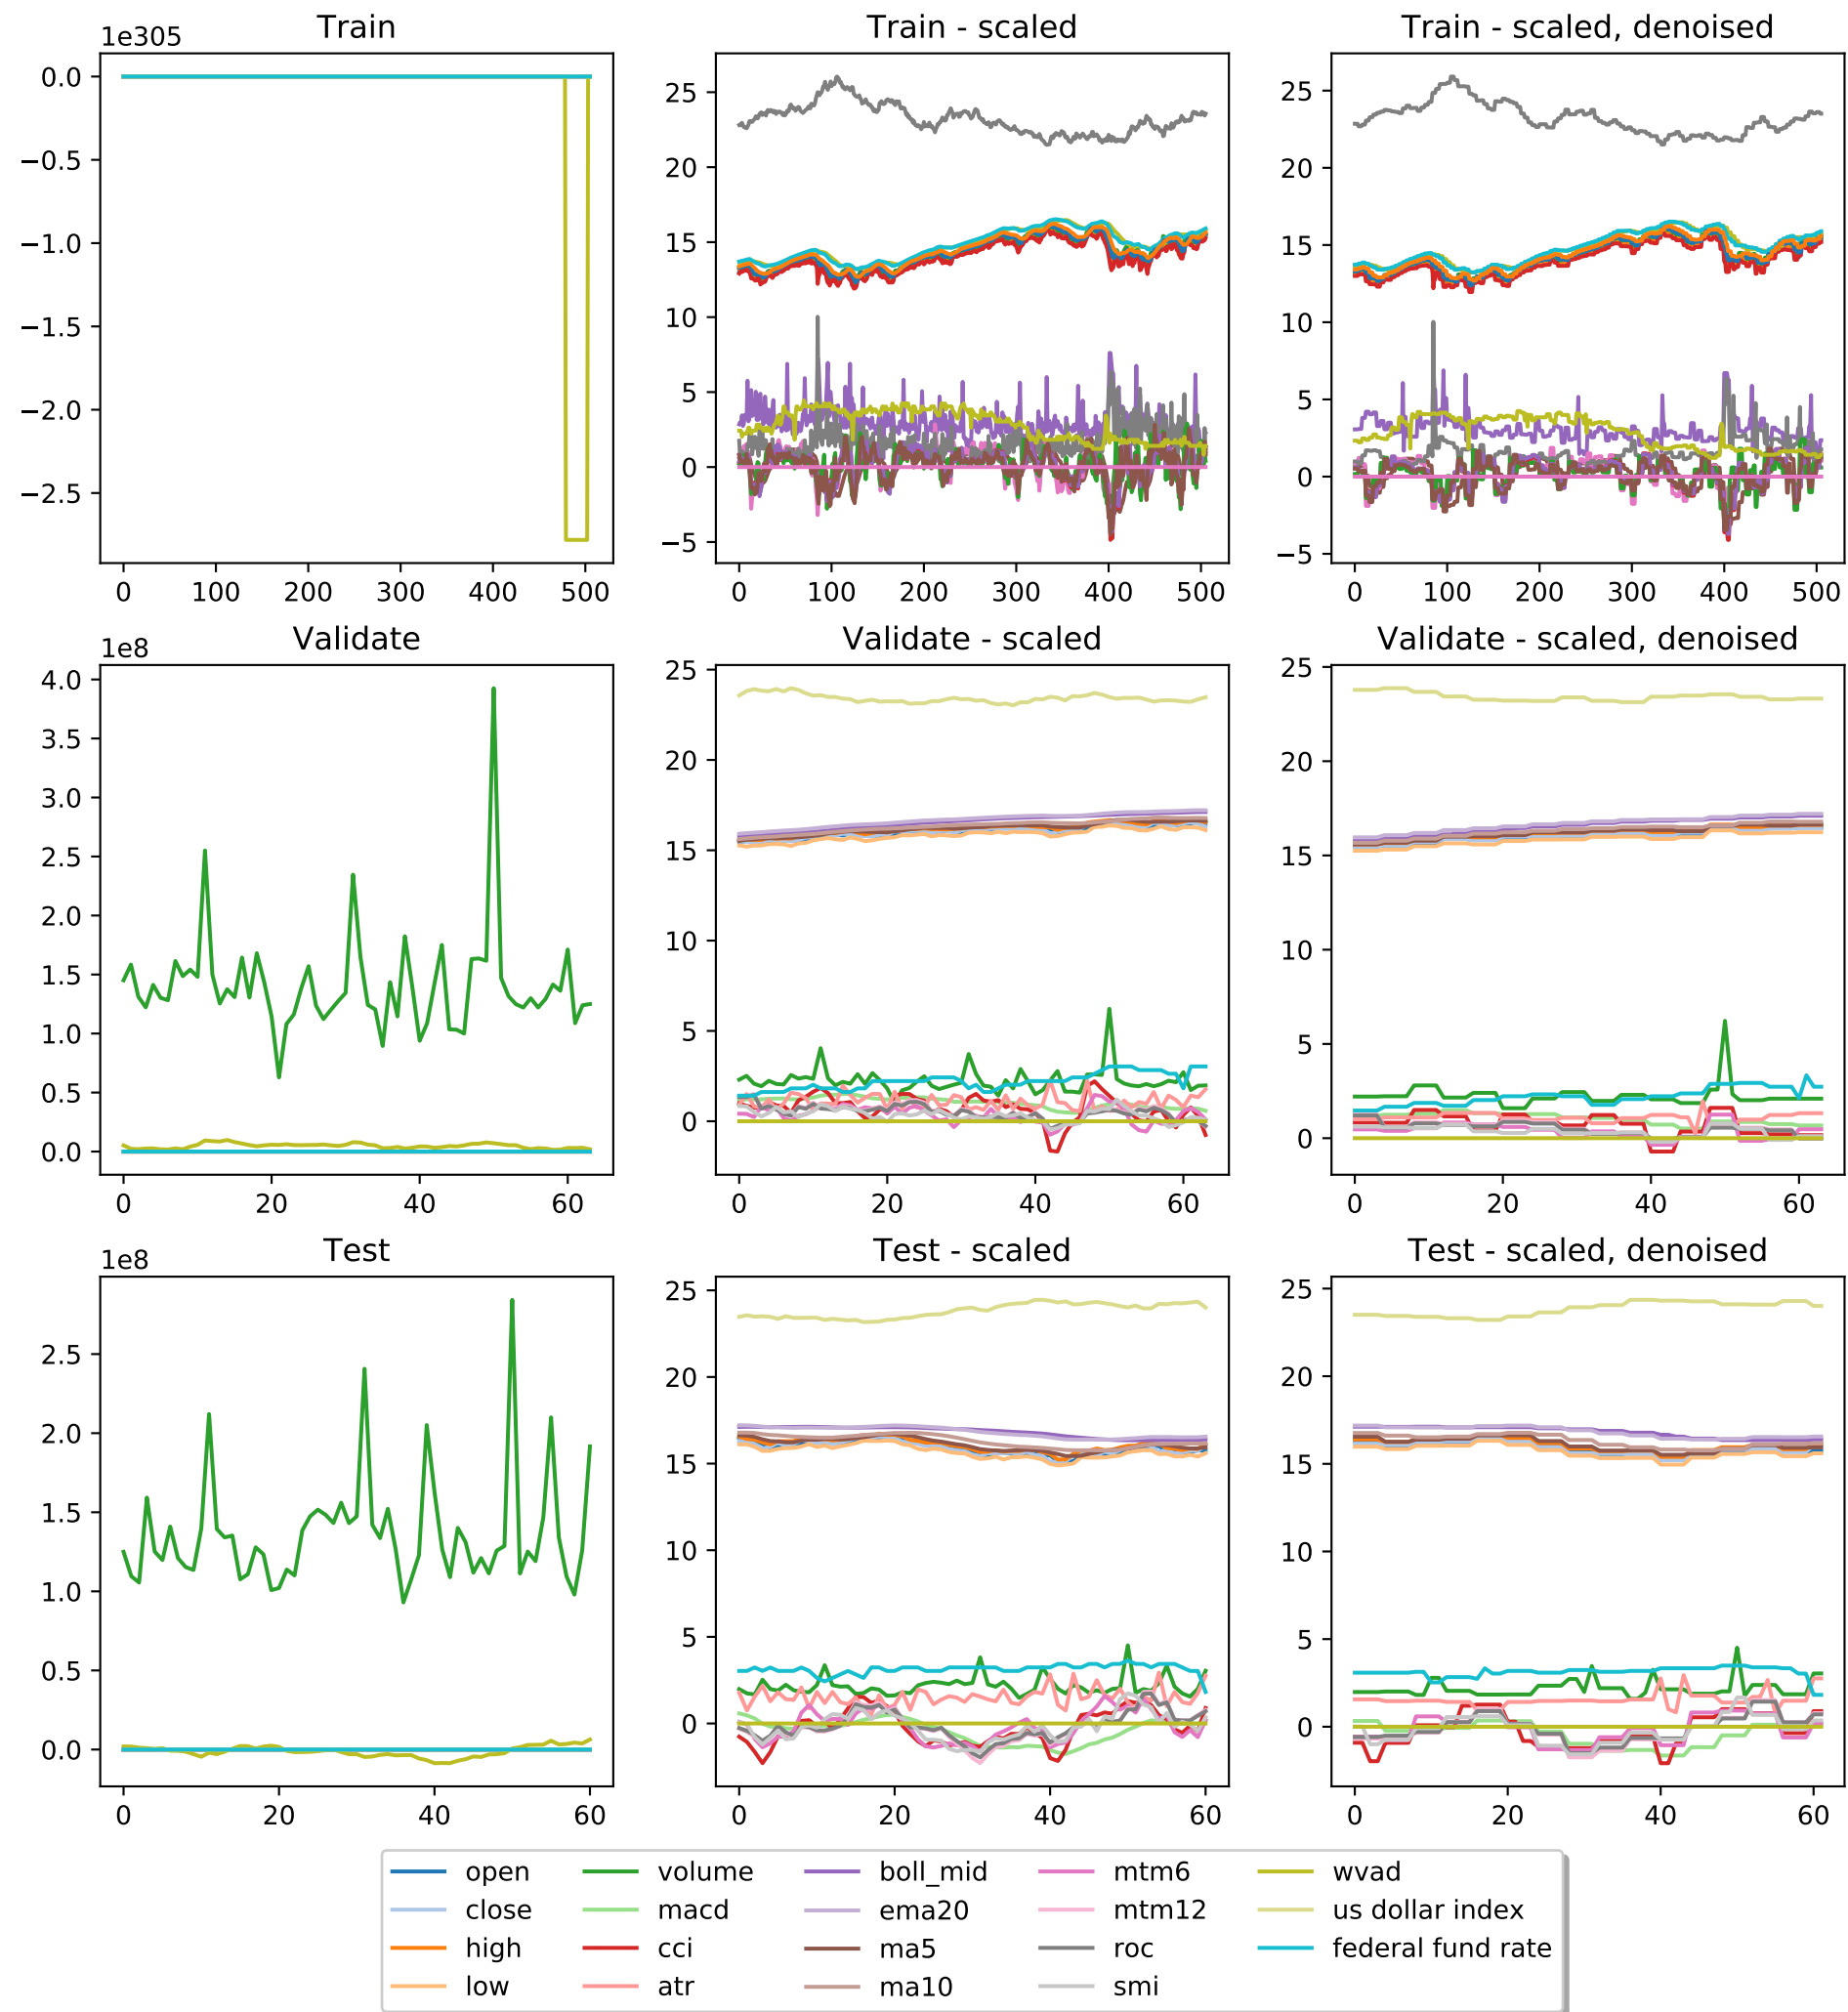 Train
1e305
0.0
−0.5
−1.0
−1.5
−2.0
−2.5
0 100 200 300 400 500
Train - scaled
25
20
15
10
5
0
−5
0 100 200 300 400 500
Train - scaled, denoised
25
20
15
10
5
0
−5
0 100 200 300 400 500
Validate
1e8
4.0
3.5
3.0
2.5
2.0
1.5
1.0
0.5
0.0
0 20 40 60
Validate - scaled
25
20
15
10
5
0
0 20 40 60
Validate - scaled, denoised
25
20
15
10
5
0
0 20 40 60
Test
1e8
2.5
2.0
1.5
1.0
0.5
0.0
0 20 40 60
Test - scaled
25
20
15
10
5
0
0 20 40 60
Test - scaled, denoised
25
20
15
10
5
0
0 20 40 60
open
close
high
low
volume
macd
cci
atr
boll_mid
ema20
ma5
ma10
mtm6
mtm12
roc
smi
wvad
us dollar index
federal fund rate